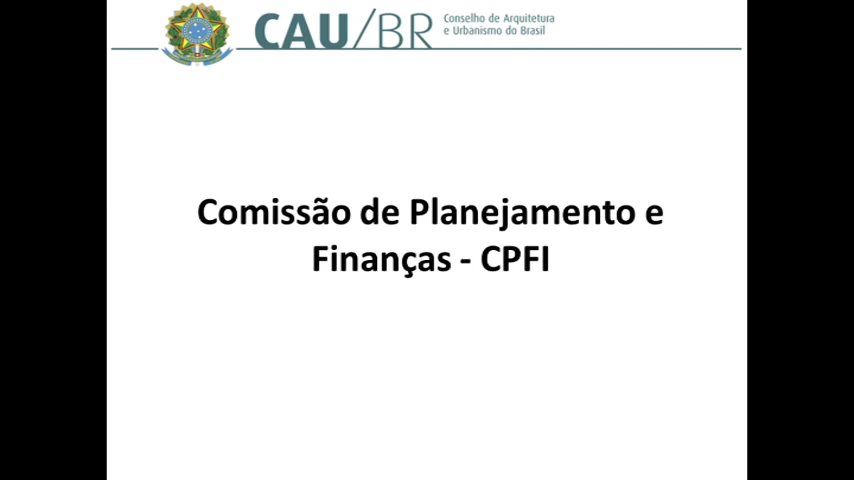 CAU/BR
Conselho de Arquitetura
e Urbanismo do Brasil
Comissão de Planejamento e
Finanças - CPFI